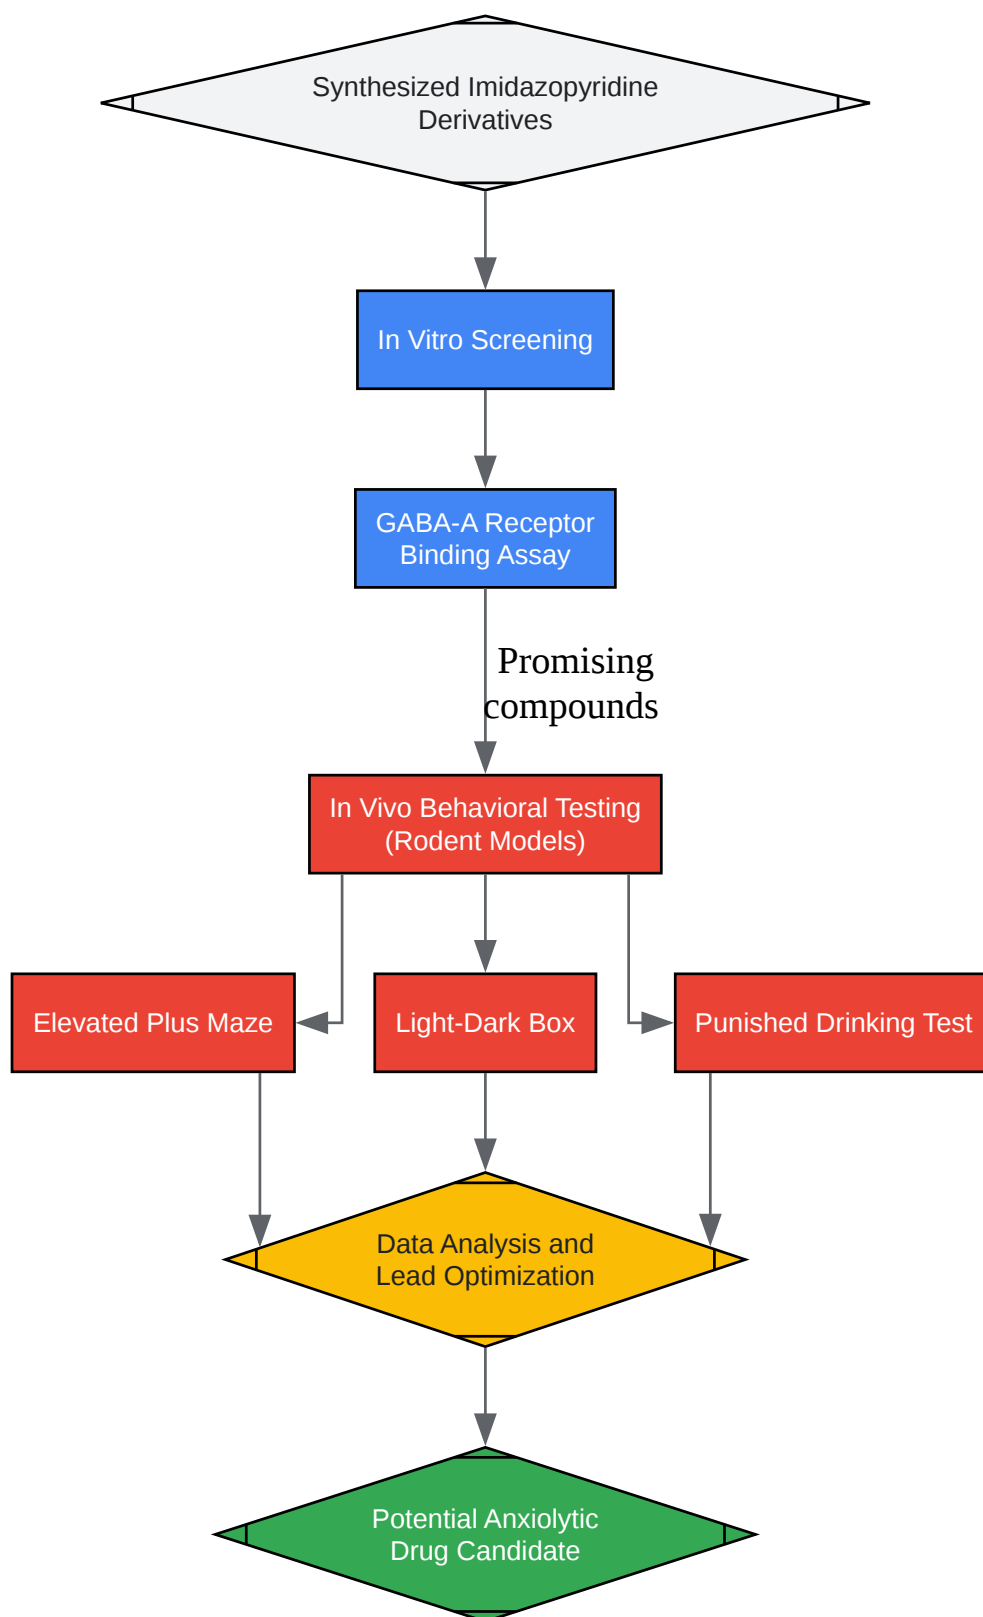 Synthesized Imidazopyridine
Derivatives
In Vitro Screening
GABA-A Receptor
Binding Assay
Promising
compounds
In Vivo Behavioral Testing
(Rodent Models)
Elevated Plus Maze
Light-Dark Box
Punished Drinking Test
Data Analysis and
Lead Optimization
Potential Anxiolytic
Drug Candidate